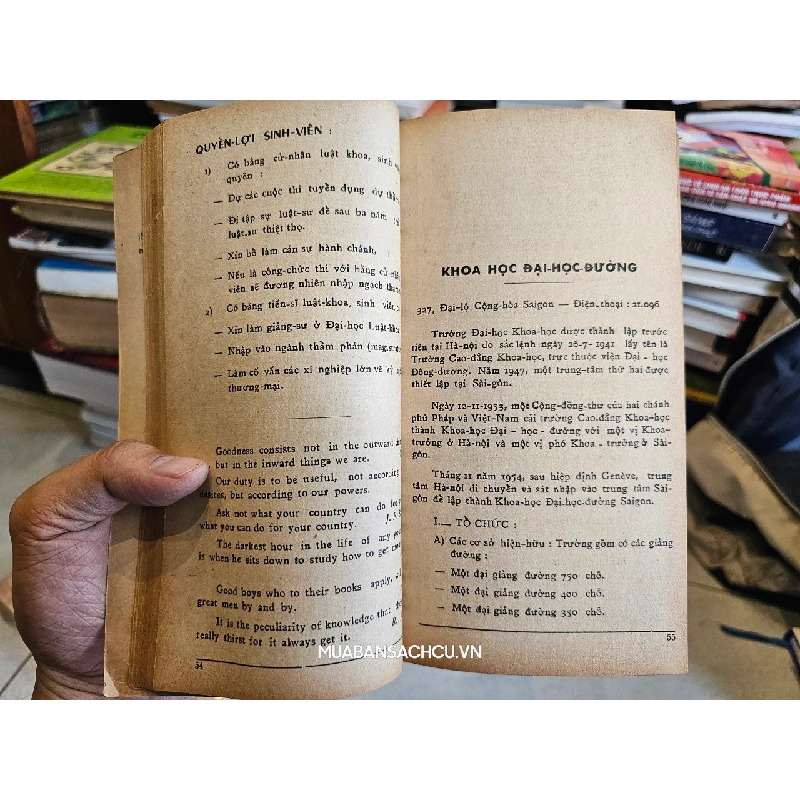 QUYỀN-LỢI SINH-VIÊN :
1) Có bằng cử-nhân luật khoa, sinh
quyền :
— Dự các cuộc thi tuyển dụng dự
— Đi tập sự luật-sư để sau ba năm
luật.sư thiệt thọ.
— Xin bổ làm cán sự hành chánh,
— Nếu là công-chức thì với bằng
viên sẽ đương nhiên nhập ngạch
2) Có bằng tiến-sĩ luật-khoa, sinh
— Xin làm giảng-sư ở Đại-học Luật
— Nhập vào ngành thẩm phán
— Làm cố vấn các xí nghiệp lớn về
thương-mại.
Goodness consists not in the outward
but in the inward things we are.
Our duty is to be useful, not according
desires, but according to our powers.
Ask not what your country can do
what you can do for your country.
The darkest hour in the life of any
is when he sits down to study how to get
Good boys who to their books apply,
great men by and by.
It is the peculiarity of knowledge that
really thirst for it always get it.
54
KHOA HỌC ĐẠI-HỌC-ĐƯỜNG
227, Đại-lộ Cộng-hòa Saigon — Điện-thoại : 21.096
Trường Đại-học Khoa-học được thành lập trước
tiên tại Hà-nội do sắc lệnh ngày 26-7-1941 lấy tên là
Trường Cao-đẳng Khoa-học, trực thuộc viện Đại - học
Đông-dương. Năm 1947, một trung-tâm thứ hai được
thiết lập tại Sài-gòn.
Ngày 12-11-1953, một Cộng-đồng-thư của hai chánh
phủ Pháp và Việt-Nam cải trường Cao.đẳng Khoa-học
thành Khoa-học Đại - học - đường với một vị Khoa-
trưởng ở Hà-nội và một vị phó Khoa - trưởng ở Sài-
gòn.
Tháng 11 năm 1954, sau hiệp định Genève, trung
tâm Hà-nội di chuyển và sát nhập vào trung tâm Sài-
gòn để lập thành Khoa-học Đại.học.đường Saigon.
I.— TỔ CHỨC :
A) Các cơ sở hiện-hữu : Trường gồm có các giảng
đường :
— Một đại giảng đường 750 chỗ.
— Một đại giảng đường 400 chỗ.
— Một đại giảng đường 350 chỗ.
55
MUABANSACHCU.VN